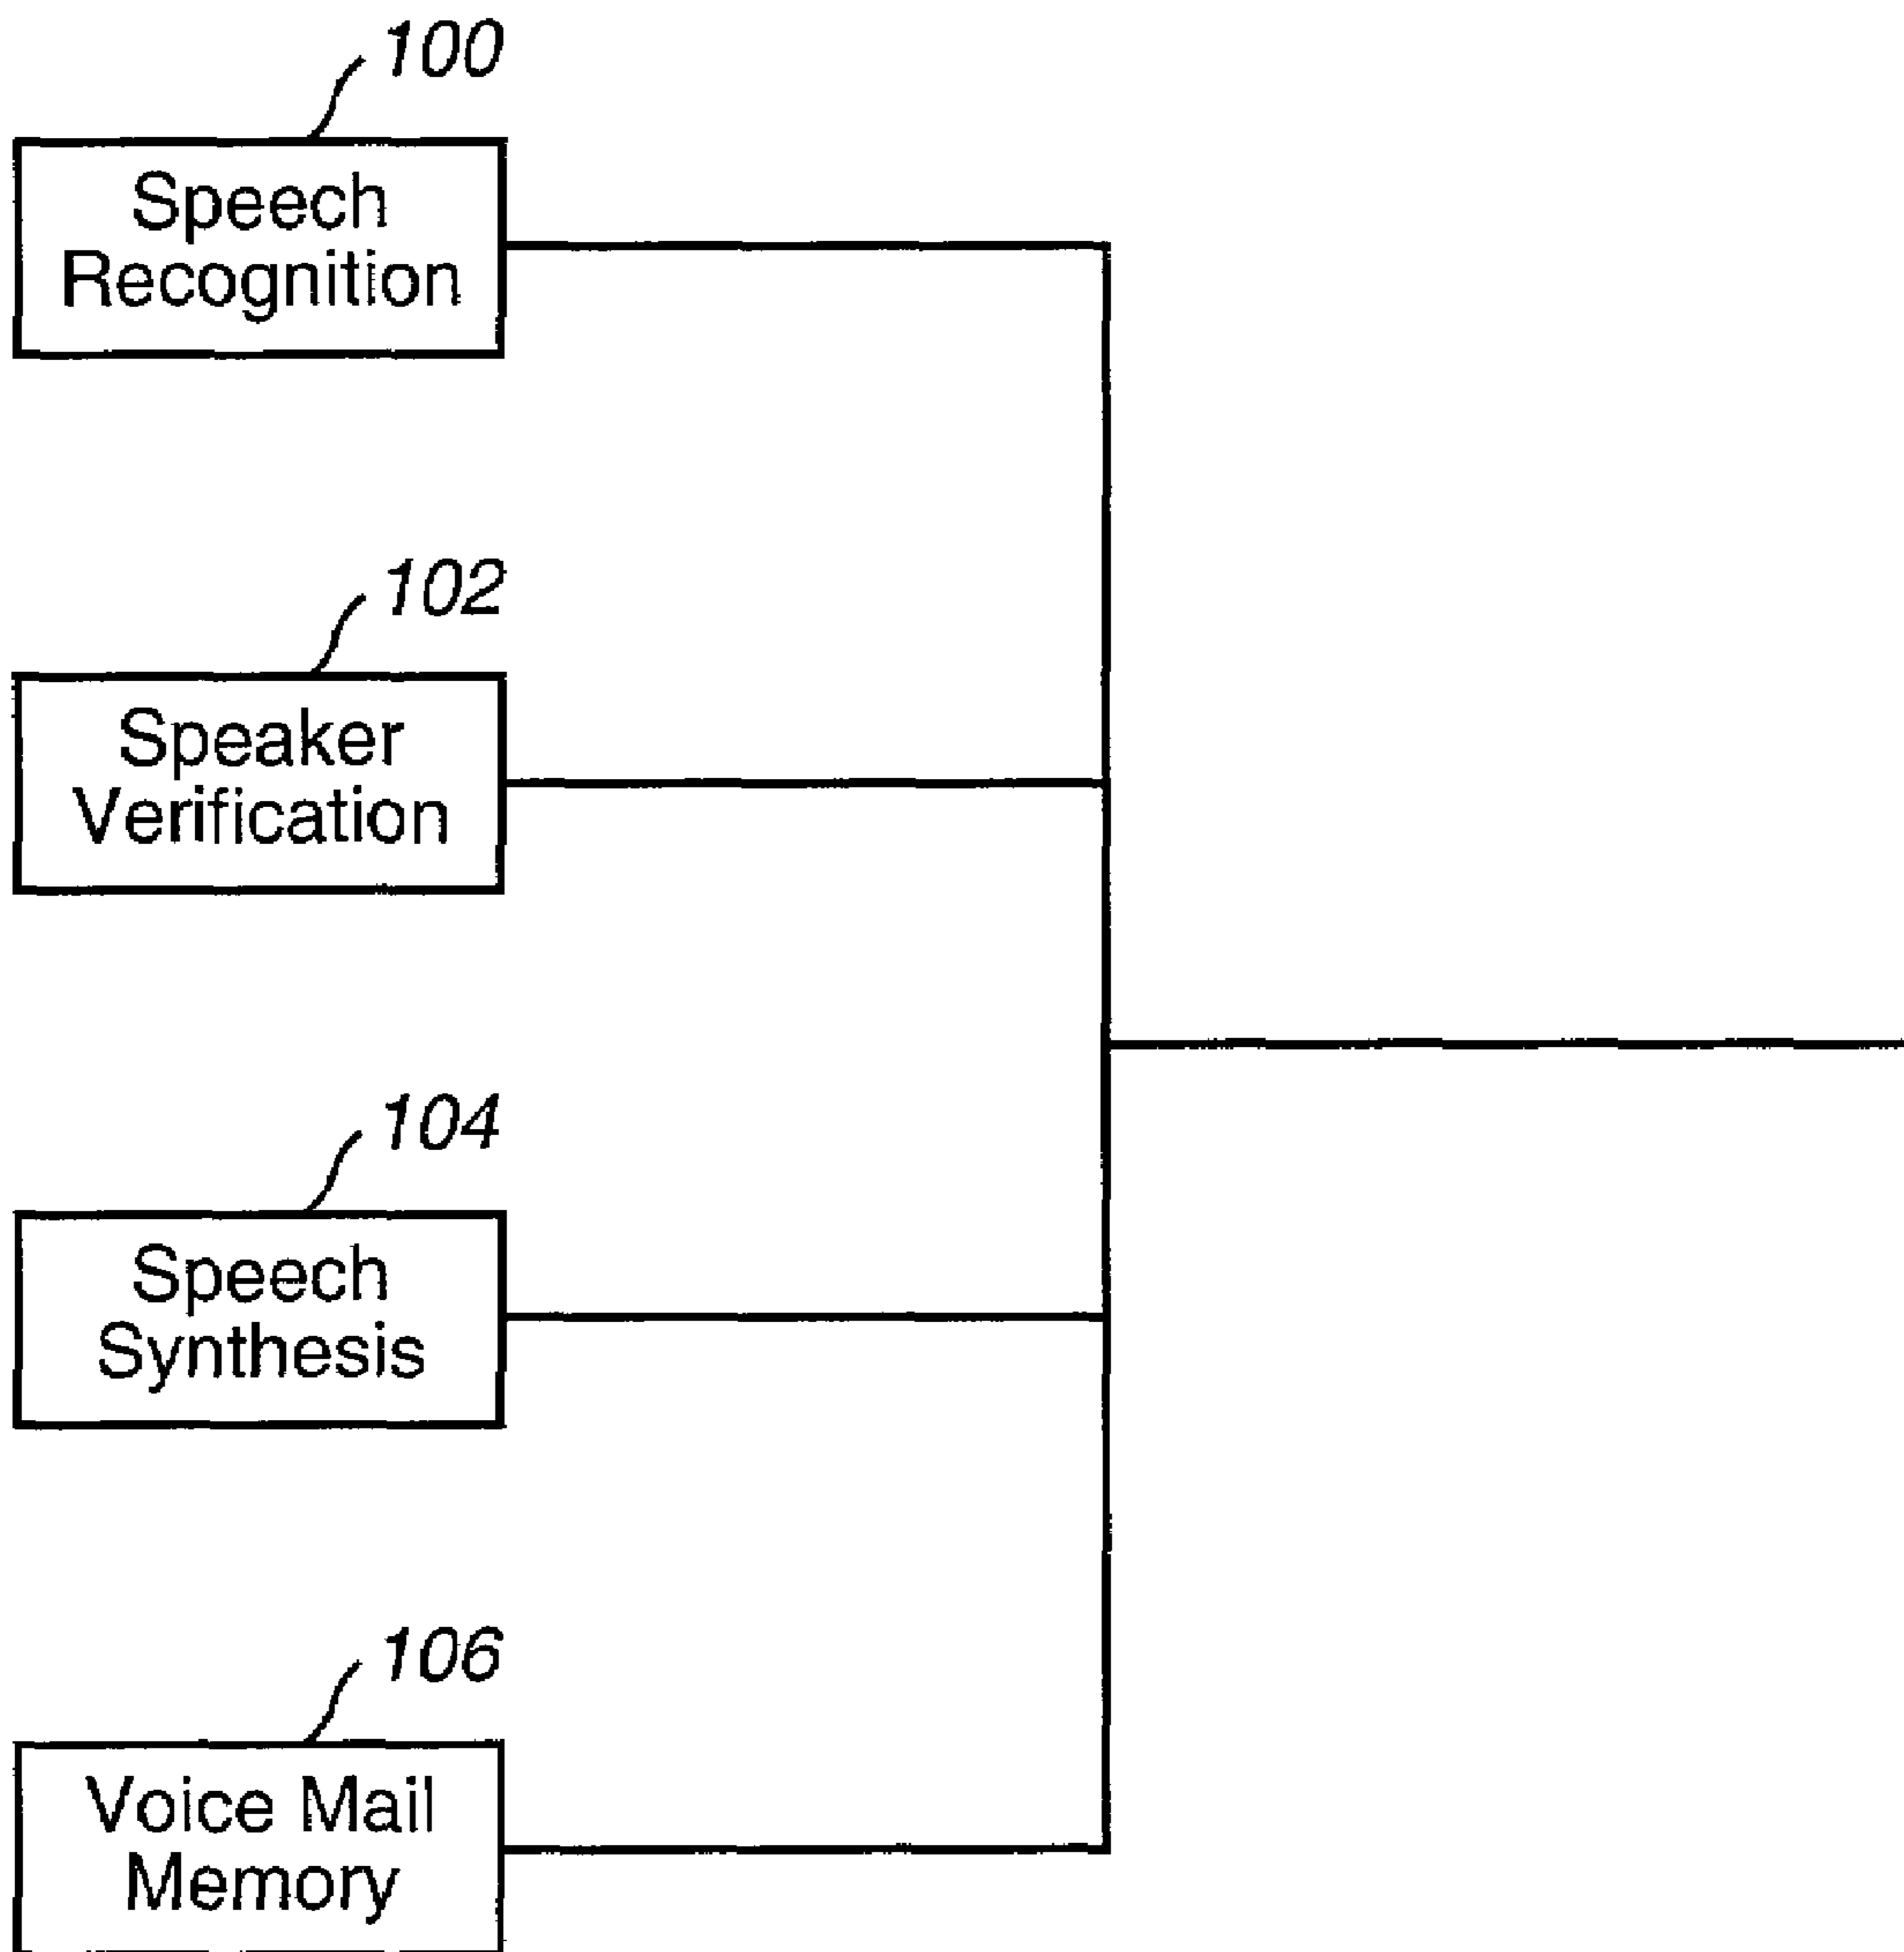 100
Speech
Recognition
102
Speaker
Verification
104
Speech
Synthesis
106
Voice Mail
Memory